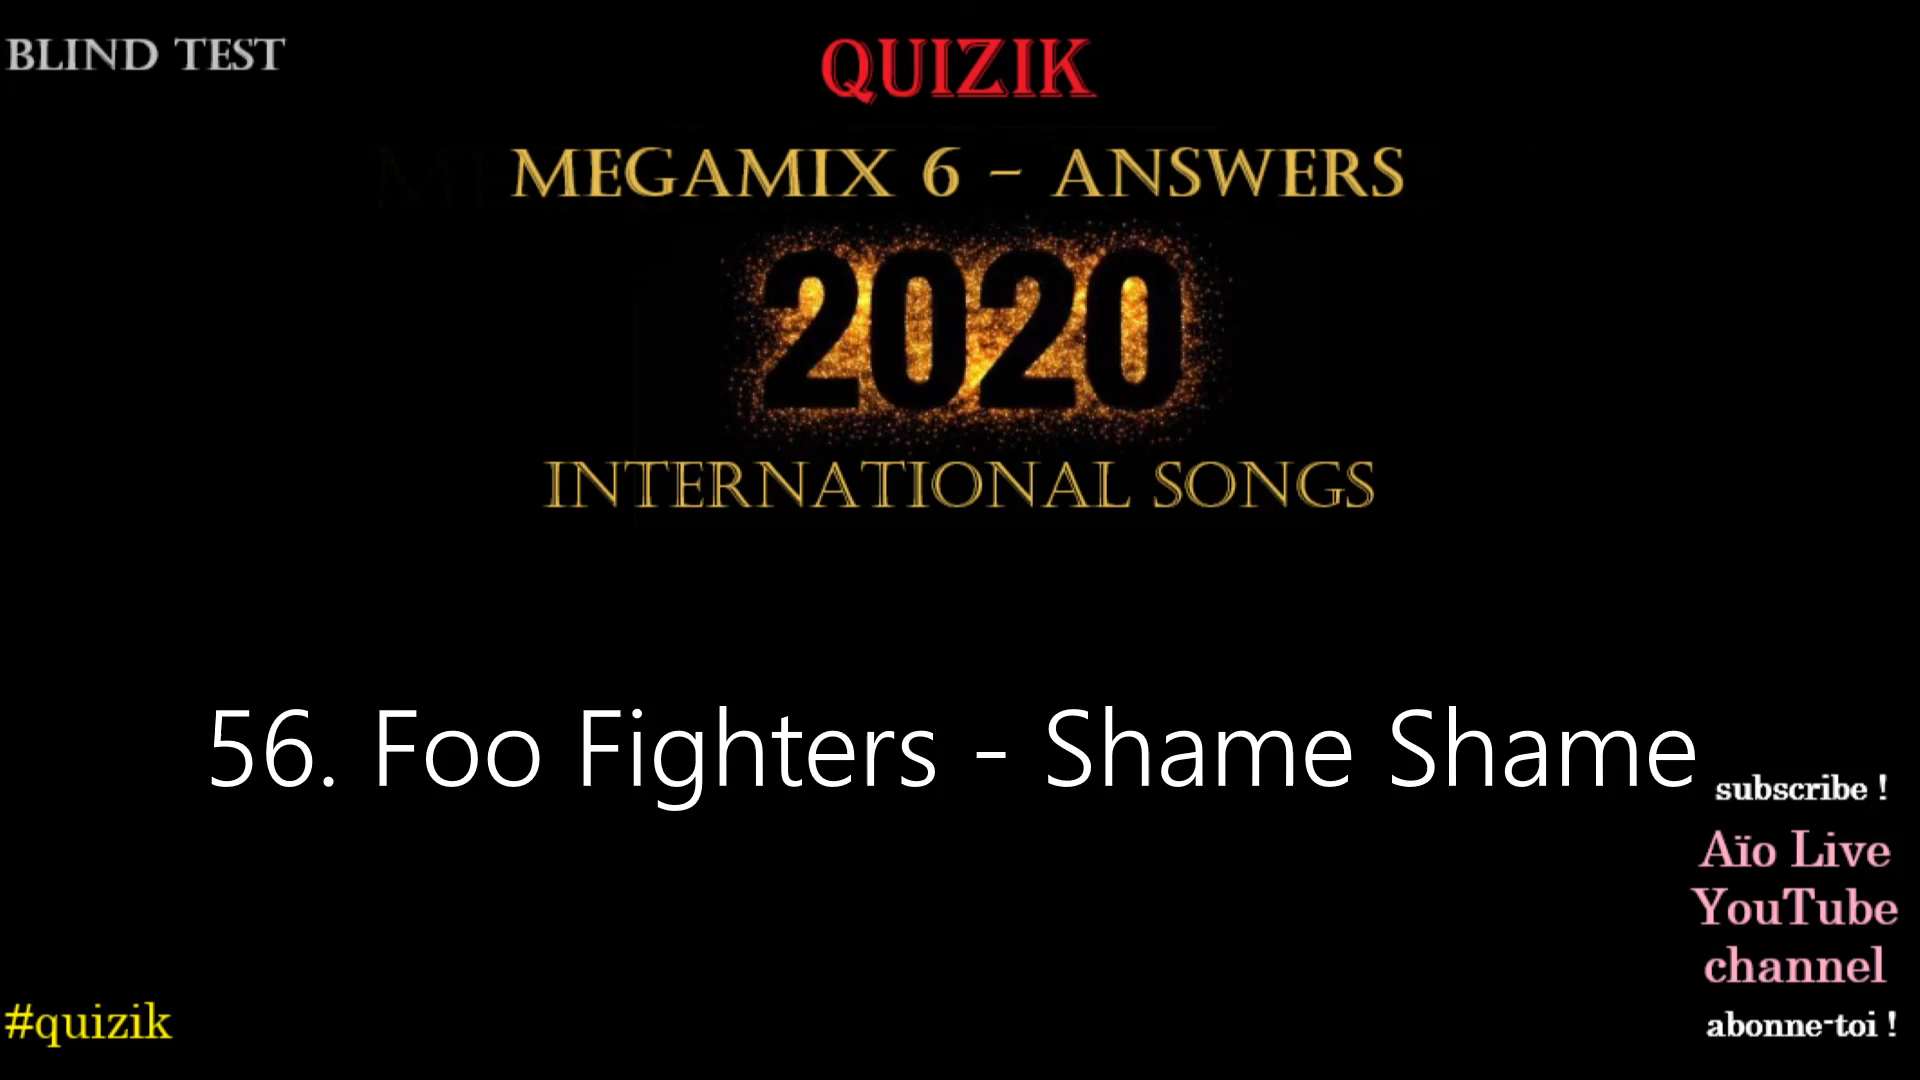 BLIND TEST
QUIZIK
MEGAMIX 6 - ANSWERS
2020
INTERNATIONAL SONGS
56. Foo Fighters - Shame Shame
subscribe !
Aïo Live
YouTube
channel
abonne-toi !
#quizik